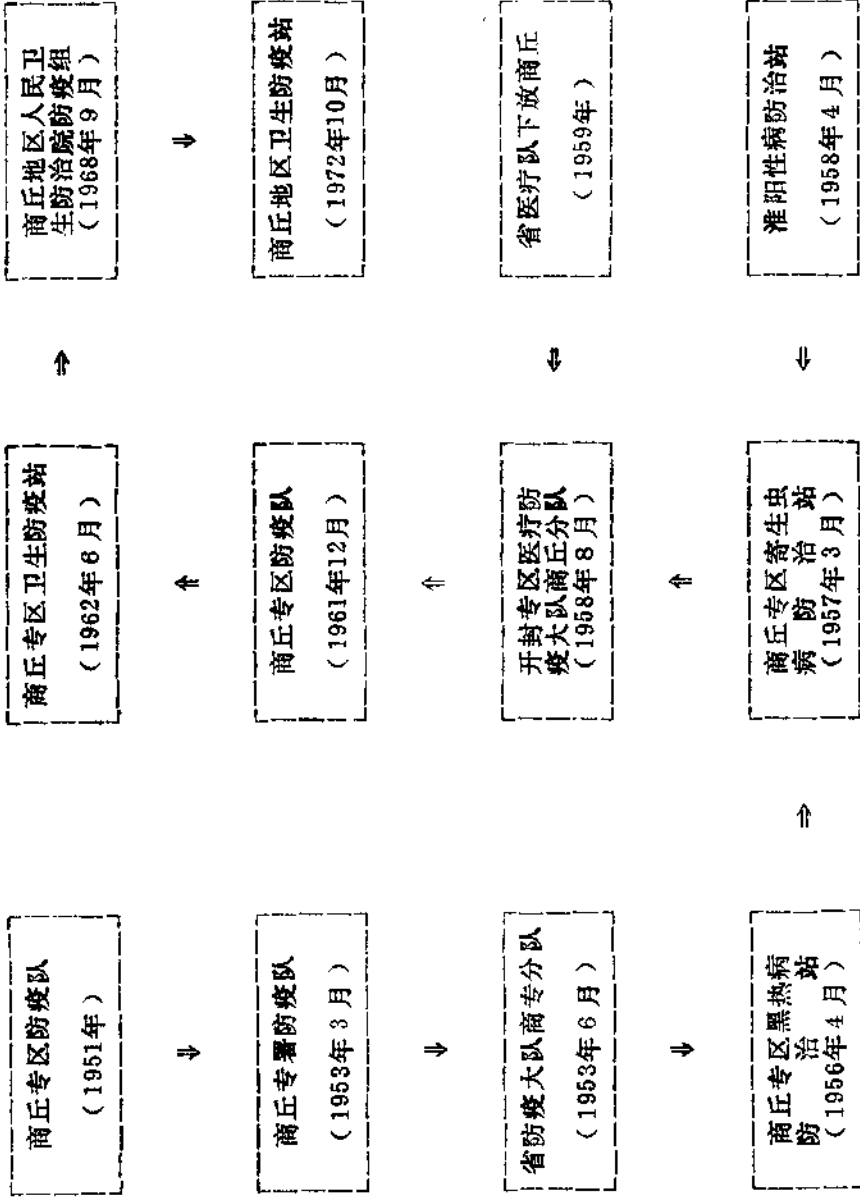 商丘专区防疫队
（1951年）
商丘专区卫生防疫站
（1962年6月）
商丘地区人民卫
生防治院防疫组
（1968年9月）
商丘专署防疫队
（1953年3月）
商丘专区防疫队
（1961年12月）
商丘地区卫生防疫站
（1972年10月）
省防疫大队商专分队
（1953年6月）
开封专区医疗防
疫大队商丘分队
（1958年8月）
省医疗队下放商丘
（1959年）
商丘专区黑热病
防治站
（1956年4月）
商丘专区寄生虫
病防治站
（1957年3月）
淮阳性病防治站
（1958年4月）